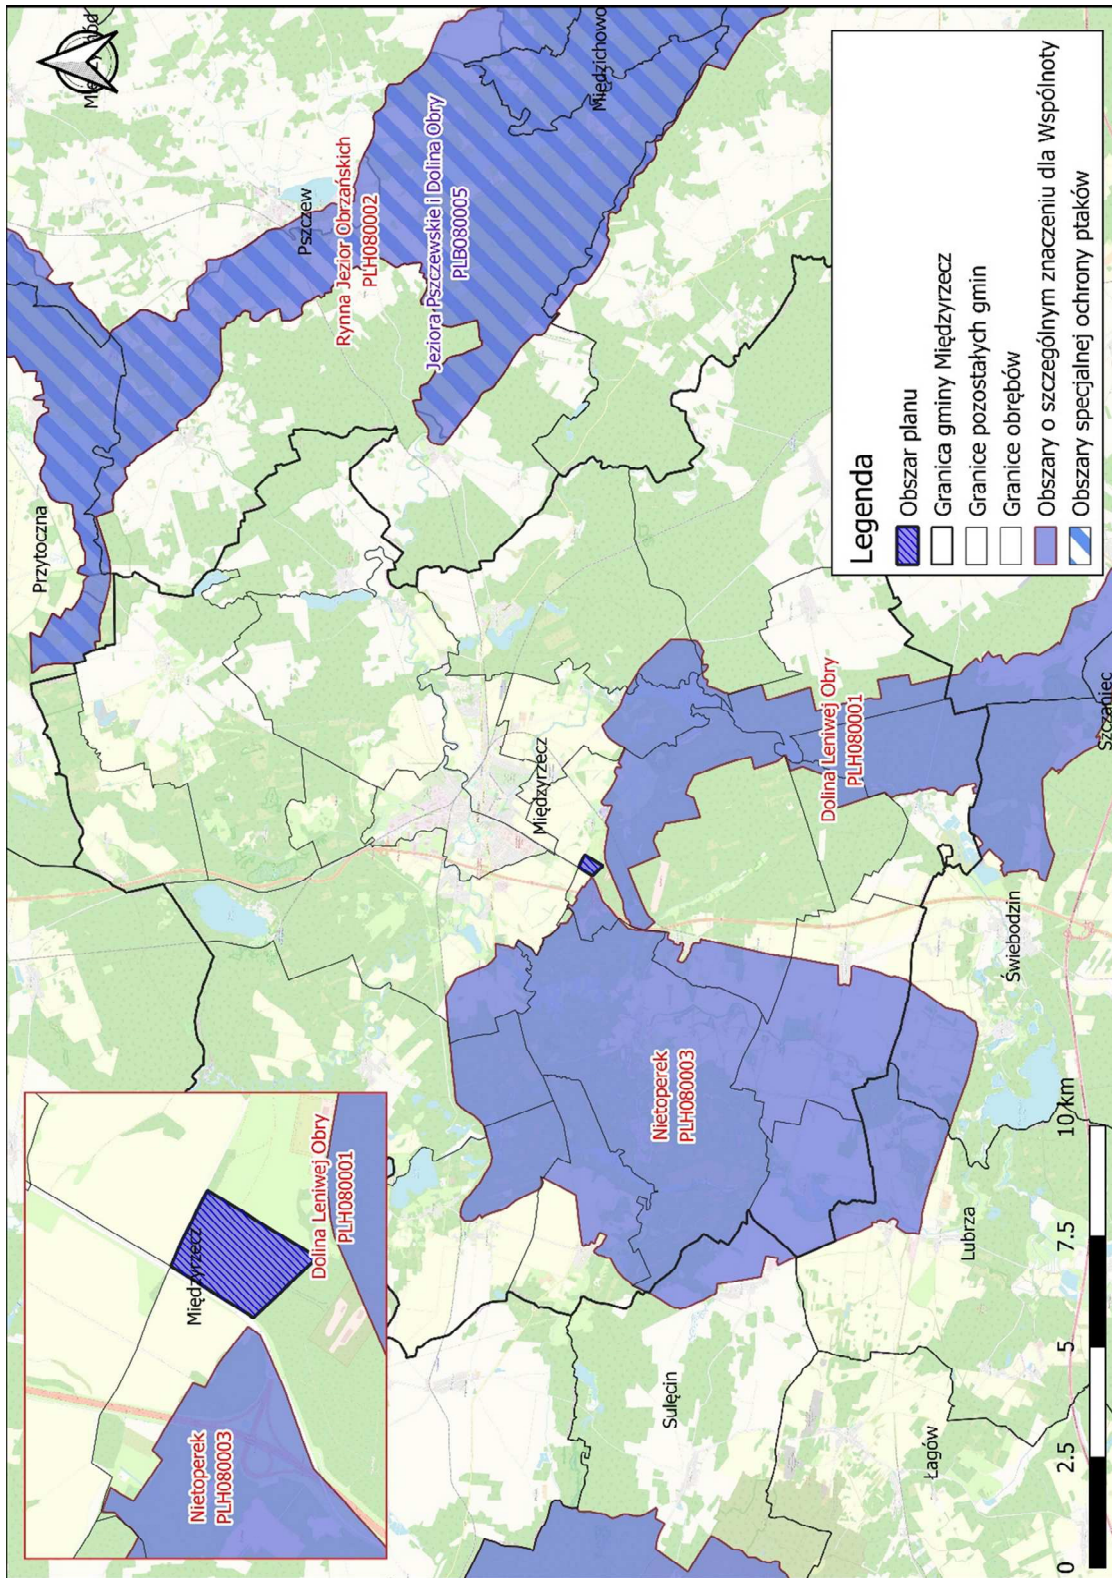 Przytoczna
Pszczew
Rynna Jezior Obrzańskich
PLH080002
Jeziora Pszczewskie i Dolina Obry
PLB080005
Międzichowo
Międzyrzecz
Nietoperek
PLH080003
Dolina Leniwej Obry
PLH080001
Sulęcin
Łagów
Lubrza
Świebodzin
Szczaniec
Międzyrzecz
Nietoperek
PLH080003
Dolina Leniwej Obry
PLH080001
0 2.5 5 7.5 10 km
Legenda
Obszar planu
Granica gminy Międzyrzecz
Granice pozostałych gmin
Granice obrębów
Obszary o szczególnym znaczeniu dla Wspólnoty
Obszary specjalnej ochrony ptaków